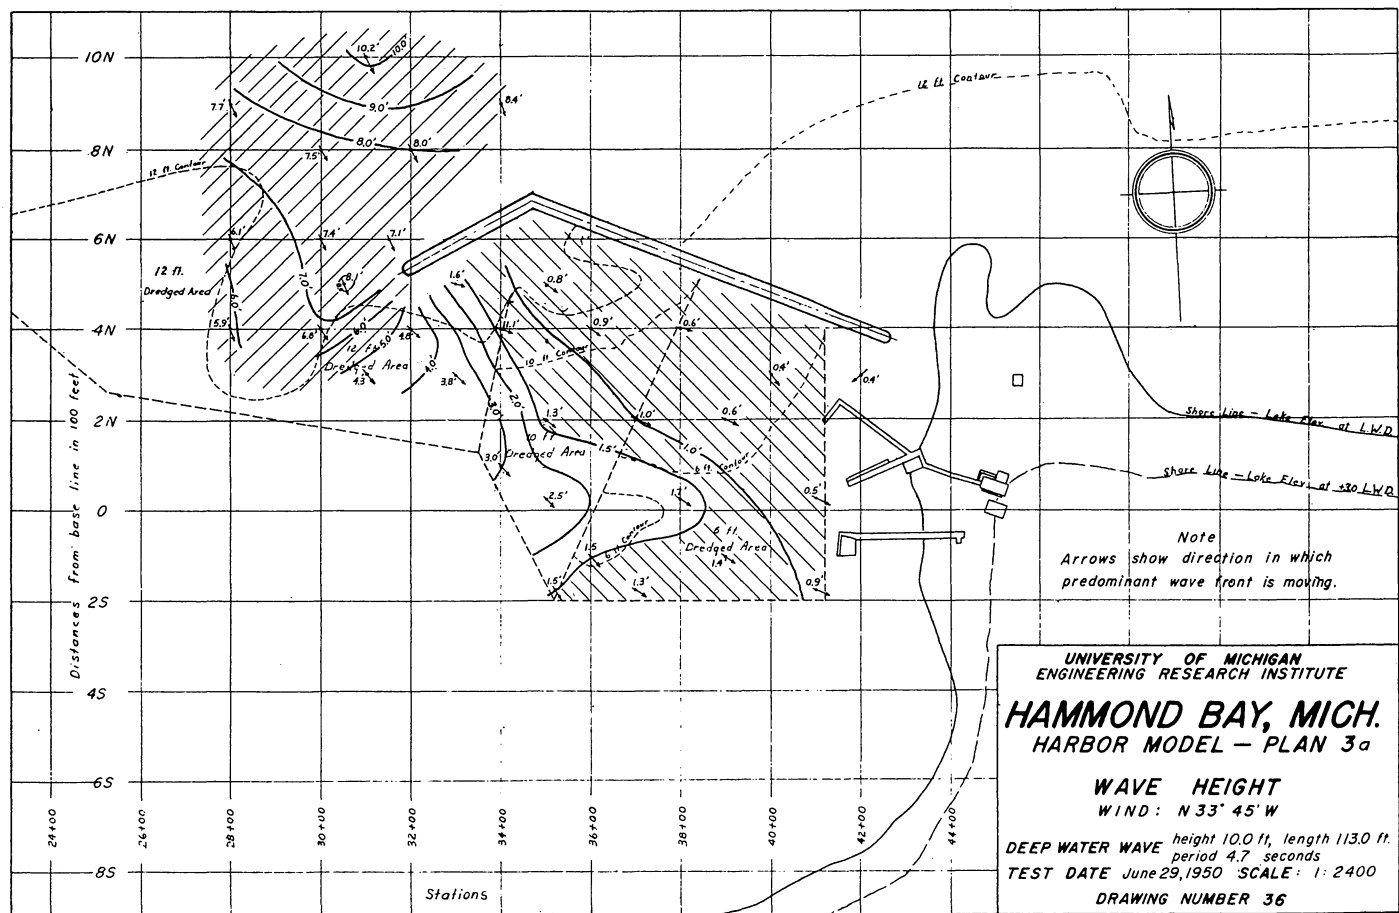 10N
8N
6N
4N
2N
0
2S
4S
6S
8S
Distances from base line in 100 feet
24+00
26+00
28+00
30+00
32+00
34+00
36+00
38+00
40+00
42+00
44+00
Stations
10.2'
10.0'
9.0'
7.7'
8.4'
8.0'
8.0'
7.5'
12 ft. Contour
12 ft. Contour
6.1'
7.4'
7.1'
12 ft.
Dredged Area
7.0'
8.1'
6.0'
1.6'
0.8'
5.9'
6.8'
6.0'
5.0'
4.8'
11.1'
0.9'
0.6'
12 ft.
Dredged Area
4.3
4.0'
3.8'
10 ft Contour
0.4'
0.4'
3.0'
2.0'
1.3'
1.0'
0.6'
10 ft
Dredged Area
1.5'
1.0'
6 ft. Contour
3.0'
2.5'
1.7'
0.5'
6 ft Contour
6 ft.
Dredged Area
1.5
1.4'
1.5'
1.3'
0.9'
Shore Line - Lake Elev. at L.W.D.
Shore Line - Lake Elev. at +3.0 L.W.D.
Note
Arrows show direction in which
predominant wave front is moving.
UNIVERSITY OF MICHIGAN
ENGINEERING RESEARCH INSTITUTE
HAMMOND BAY, MICH.
HARBOR MODEL — PLAN 3a
WAVE HEIGHT
WIND: N 33° 45' W
DEEP WATER WAVE height 10.0 ft, length 113.0 ft.
period 4.7 seconds
TEST DATE June 29, 1950 SCALE: 1:2400
DRAWING NUMBER 36